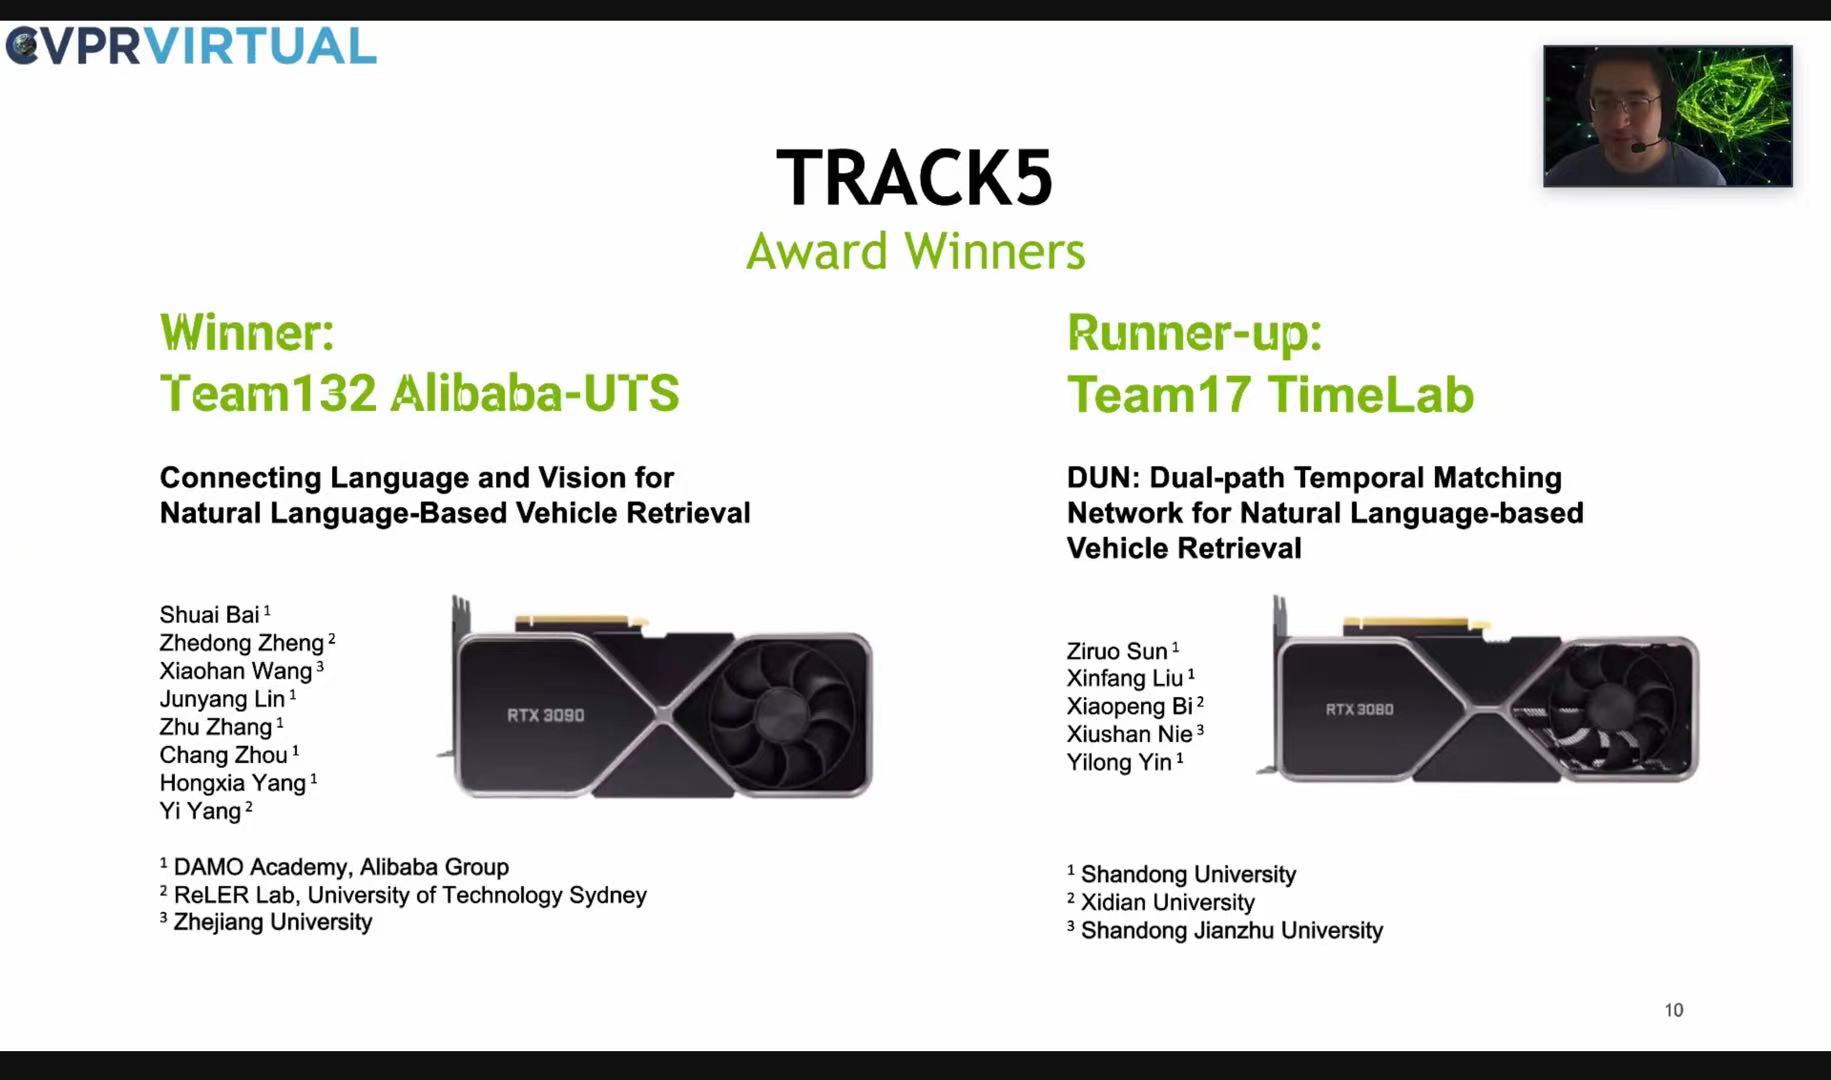 CVPRVIRTUAL
TRACK5
Award Winners
Winner:
Team132 Alibaba-UTS
Connecting Language and Vision for
Natural Language-Based Vehicle Retrieval
Shuai Bai 1
Zhedong Zheng 2
Xiaohan Wang 3
Junyang Lin 1
Zhu Zhang 1
Chang Zhou 1
Hongxia Yang 1
Yi Yang 2
RTX 3090
1 DAMO Academy, Alibaba Group
2 ReLER Lab, University of Technology Sydney
3 Zhejiang University
Runner-up:
Team17 TimeLab
DUN: Dual-path Temporal Matching
Network for Natural Language-based
Vehicle Retrieval
Ziruo Sun 1
Xinfang Liu 1
Xiaopeng Bi 2
Xiushan Nie 3
Yilong Yin 1
RTX 3080
1 Shandong University
2 Xidian University
3 Shandong Jianzhu University
10